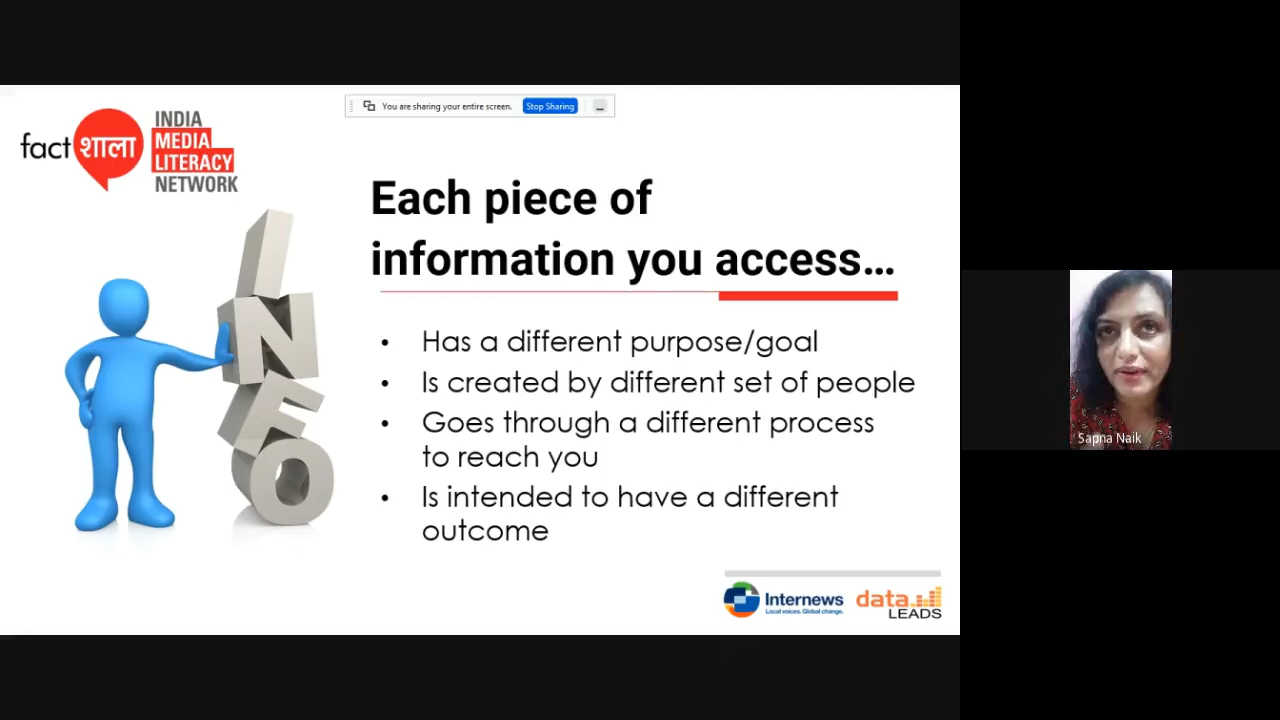 You are sharing your entire screen. Stop Sharing
fact शाला
INDIA
MEDIA
LITERACY
NETWORK
Each piece of
information you access…
INFO
• Has a different purpose/goal
• Is created by different set of people
• Goes through a different process
to reach you
• Is intended to have a different
outcome
Sapna Naik
Internews
Local voices. Global change.
data
LEADS